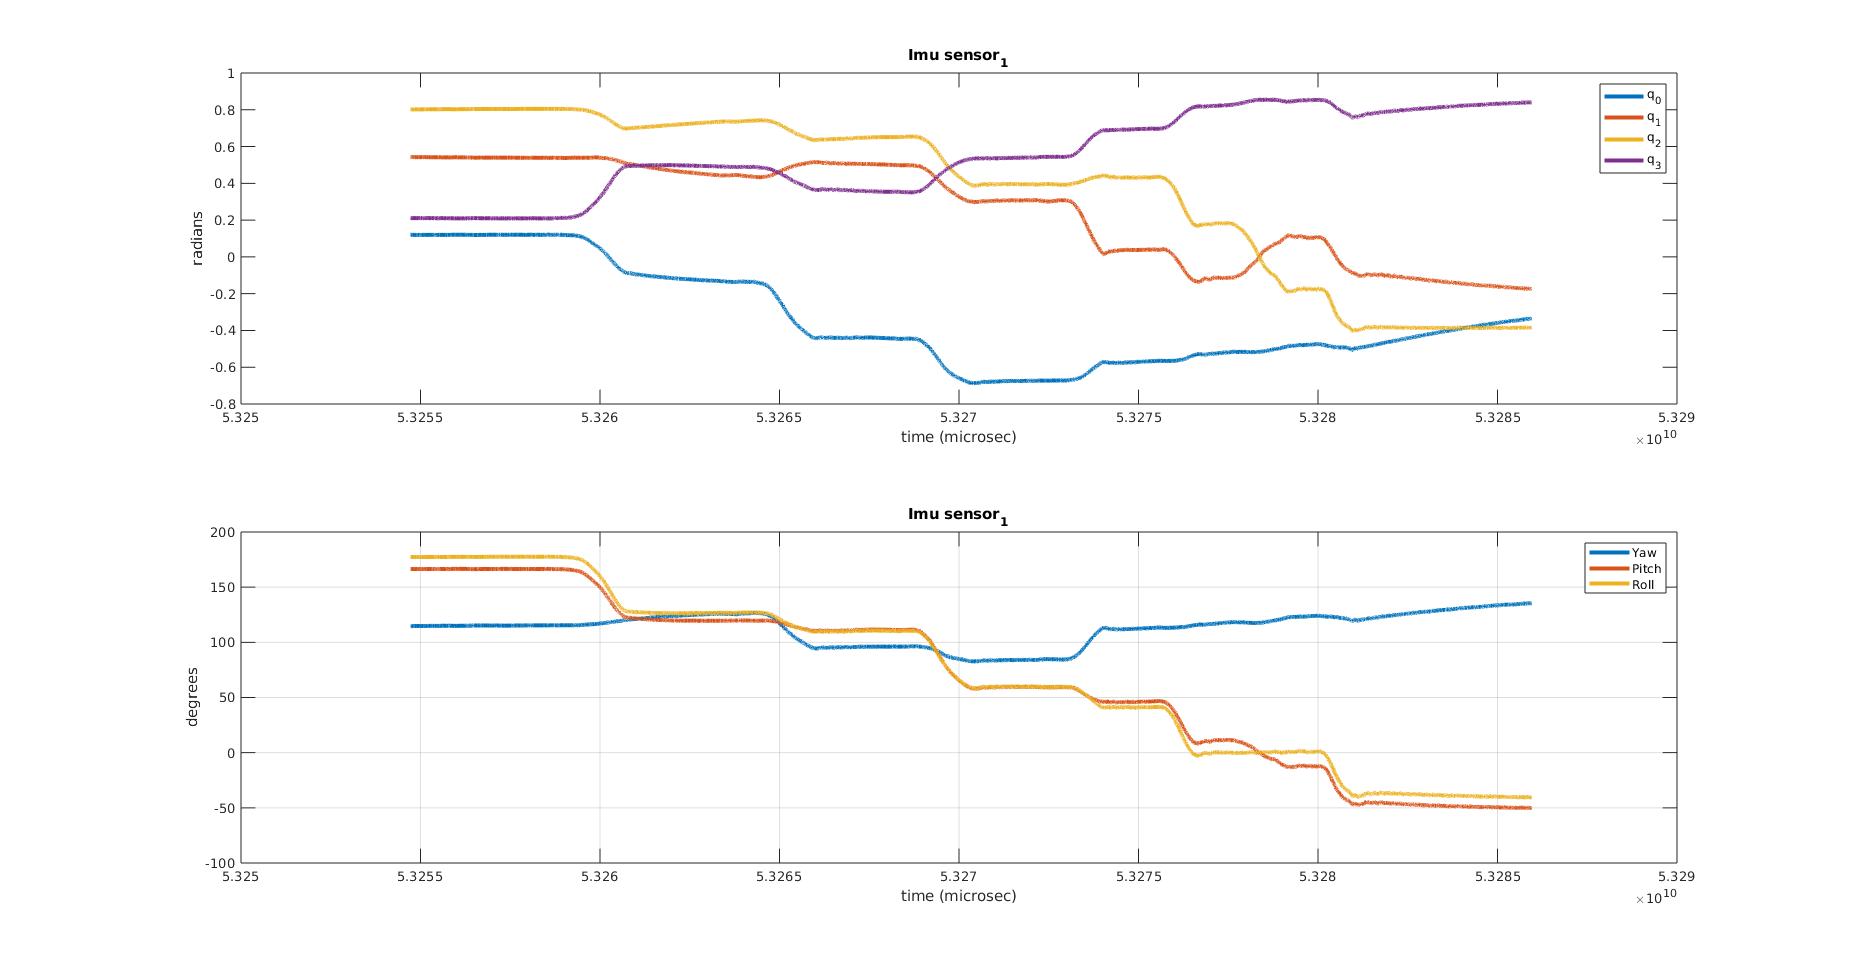 Imu sensor₁
1
0.8
0.6
0.4
0.2
0
-0.2
-0.4
-0.6
-0.8
radians
q₀
q₁
q₂
q₃
5.325 5.3255 5.326 5.3265 5.327 5.3275 5.328 5.3285 5.329
time (microsec)
×10¹⁰
Imu sensor₁
200
150
100
50
0
-50
-100
degrees
Yaw
Pitch
Roll
5.325 5.3255 5.326 5.3265 5.327 5.3275 5.328 5.3285 5.329
time (microsec)
×10¹⁰